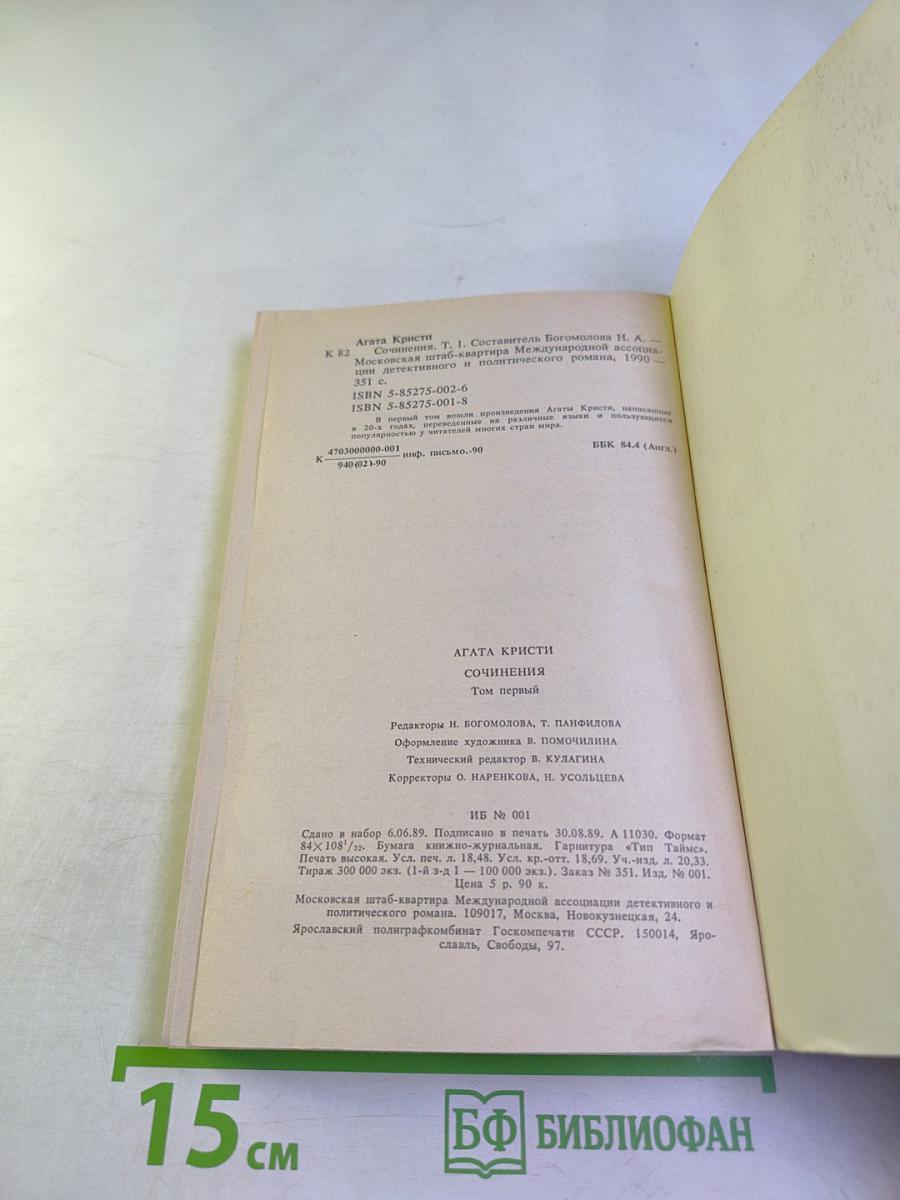 Агата Кристи
К 82 Сочинения. Т. 1. Составитель Богомолова Н. А. —
Московская штаб-квартира Международной ассоциа-
ции детективного и политического романа, 1990 —
351 с.
ISBN 5-85275-002-6
ISBN 5-85275-001-8
В первый том вошли произведения Агаты Кристи, написанные
в 20-х годах, переведенные на различные языки и пользующиеся
популярностью у читателей многих стран мира.
К 4703000000-001 инф. письмо.-90 ББК 84.4 (Англ.)
940(02)-90
АГАТА КРИСТИ
СОЧИНЕНИЯ
Том первый
Редакторы Н. БОГОМОЛОВА, Т. ПАНФИЛОВА
Оформление художника В. ПОМОЧИЛИНА
Технический редактор В. КУЛАГИНА
Корректоры О. НАРЕНКОВА, Н. УСОЛЬЦЕВА
ИБ № 001
Сдано в набор 6.06.89. Подписано в печать 30.08.89. А 11030. Формат
84×108¹/₃₂. Бумага книжно-журнальная. Гарнитура «Тип Таймс».
Печать высокая. Усл. печ. л. 18,48. Усл. кр.-отт. 18,69. Уч.-изд. л. 20,33.
Тираж 300 000 экз. (1-й з-д 1 — 100 000 экз.). Заказ № 351. Изд. № 001.
Цена 5 р. 90 к.
Московская штаб-квартира Международной ассоциации детективного и
политического романа. 109017, Москва, Новокузнецкая, 24.
Ярославский полиграфкомбинат Госкомпечати СССР. 150014, Яро-
славль, Свободы, 97.
15 см
БФ БИБЛИОФАН